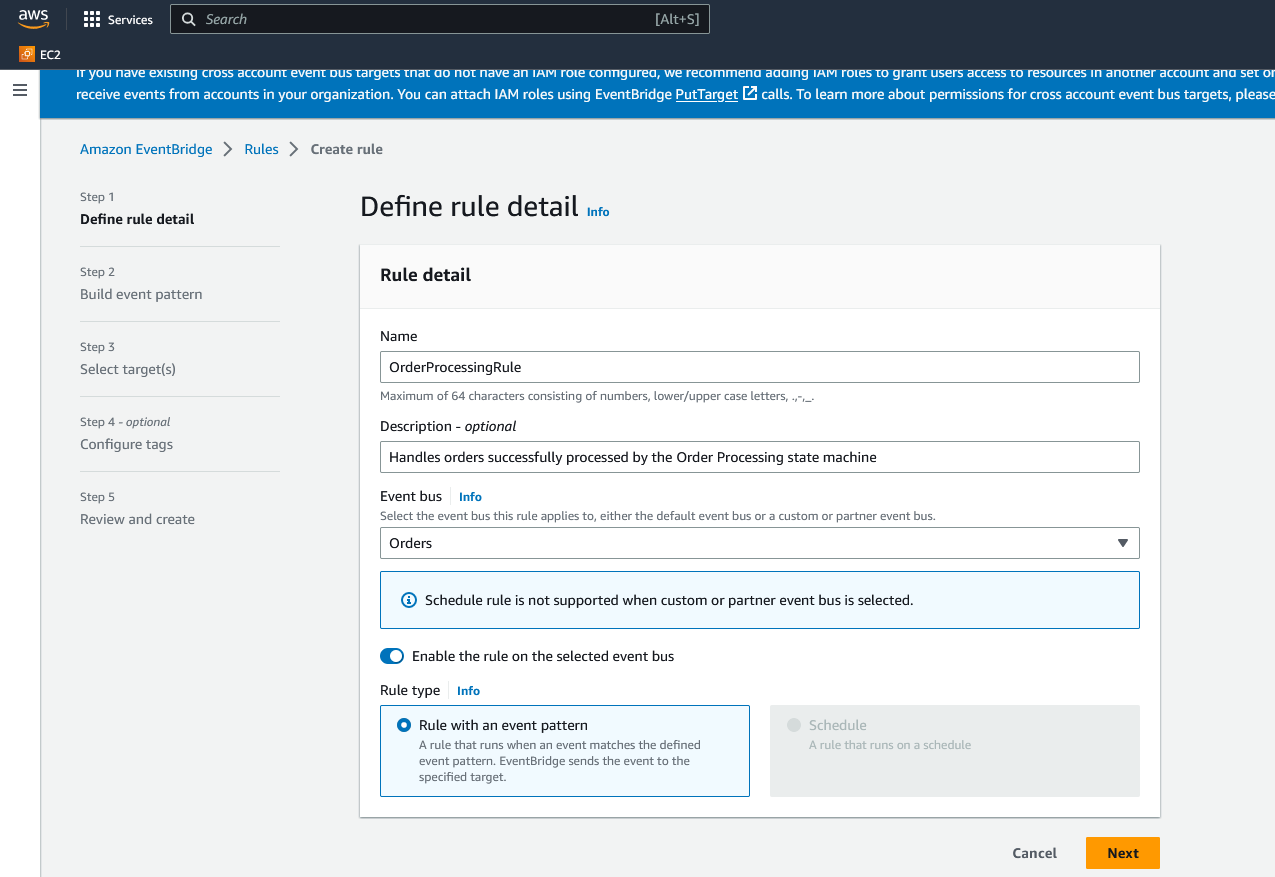 aws
Services
Search
[Alt+S]
EC2
If you have existing cross account event bus targets that do not have an IAM role configured, we recommend adding IAM roles to grant users access to resources in another account and set or
receive events from accounts in your organization. You can attach IAM roles using EventBridge PutTarget calls. To learn more about permissions for cross account event bus targets, please
Amazon EventBridge > Rules > Create rule
Step 1
Define rule detail
Step 2
Build event pattern
Step 3
Select target(s)
Step 4 - optional
Configure tags
Step 5
Review and create
Define rule detail Info
Rule detail
Name
OrderProcessingRule
Maximum of 64 characters consisting of numbers, lower/upper case letters, .,-,_.
Description - optional
Handles orders successfully processed by the Order Processing state machine
Event bus Info
Select the event bus this rule applies to, either the default event bus or a custom or partner event bus.
Orders
Schedule rule is not supported when custom or partner event bus is selected.
Enable the rule on the selected event bus
Rule type Info
Rule with an event pattern
A rule that runs when an event matches the defined
event pattern. EventBridge sends the event to the
specified target.
Schedule
A rule that runs on a schedule
Cancel
Next